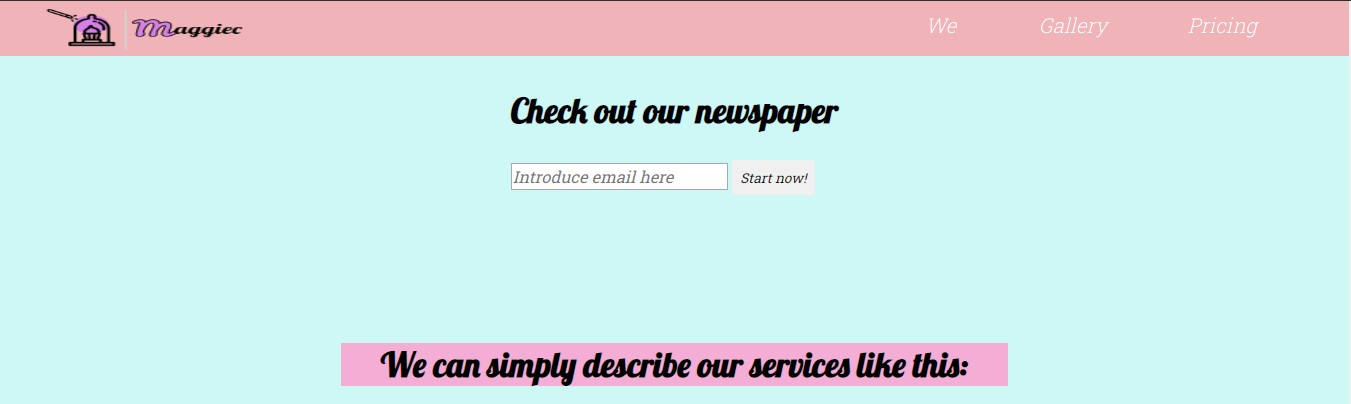 Maggiec
We Gallery Pricing
Check out our newspaper
Introduce email here Start now!
We can simply describe our services like this: